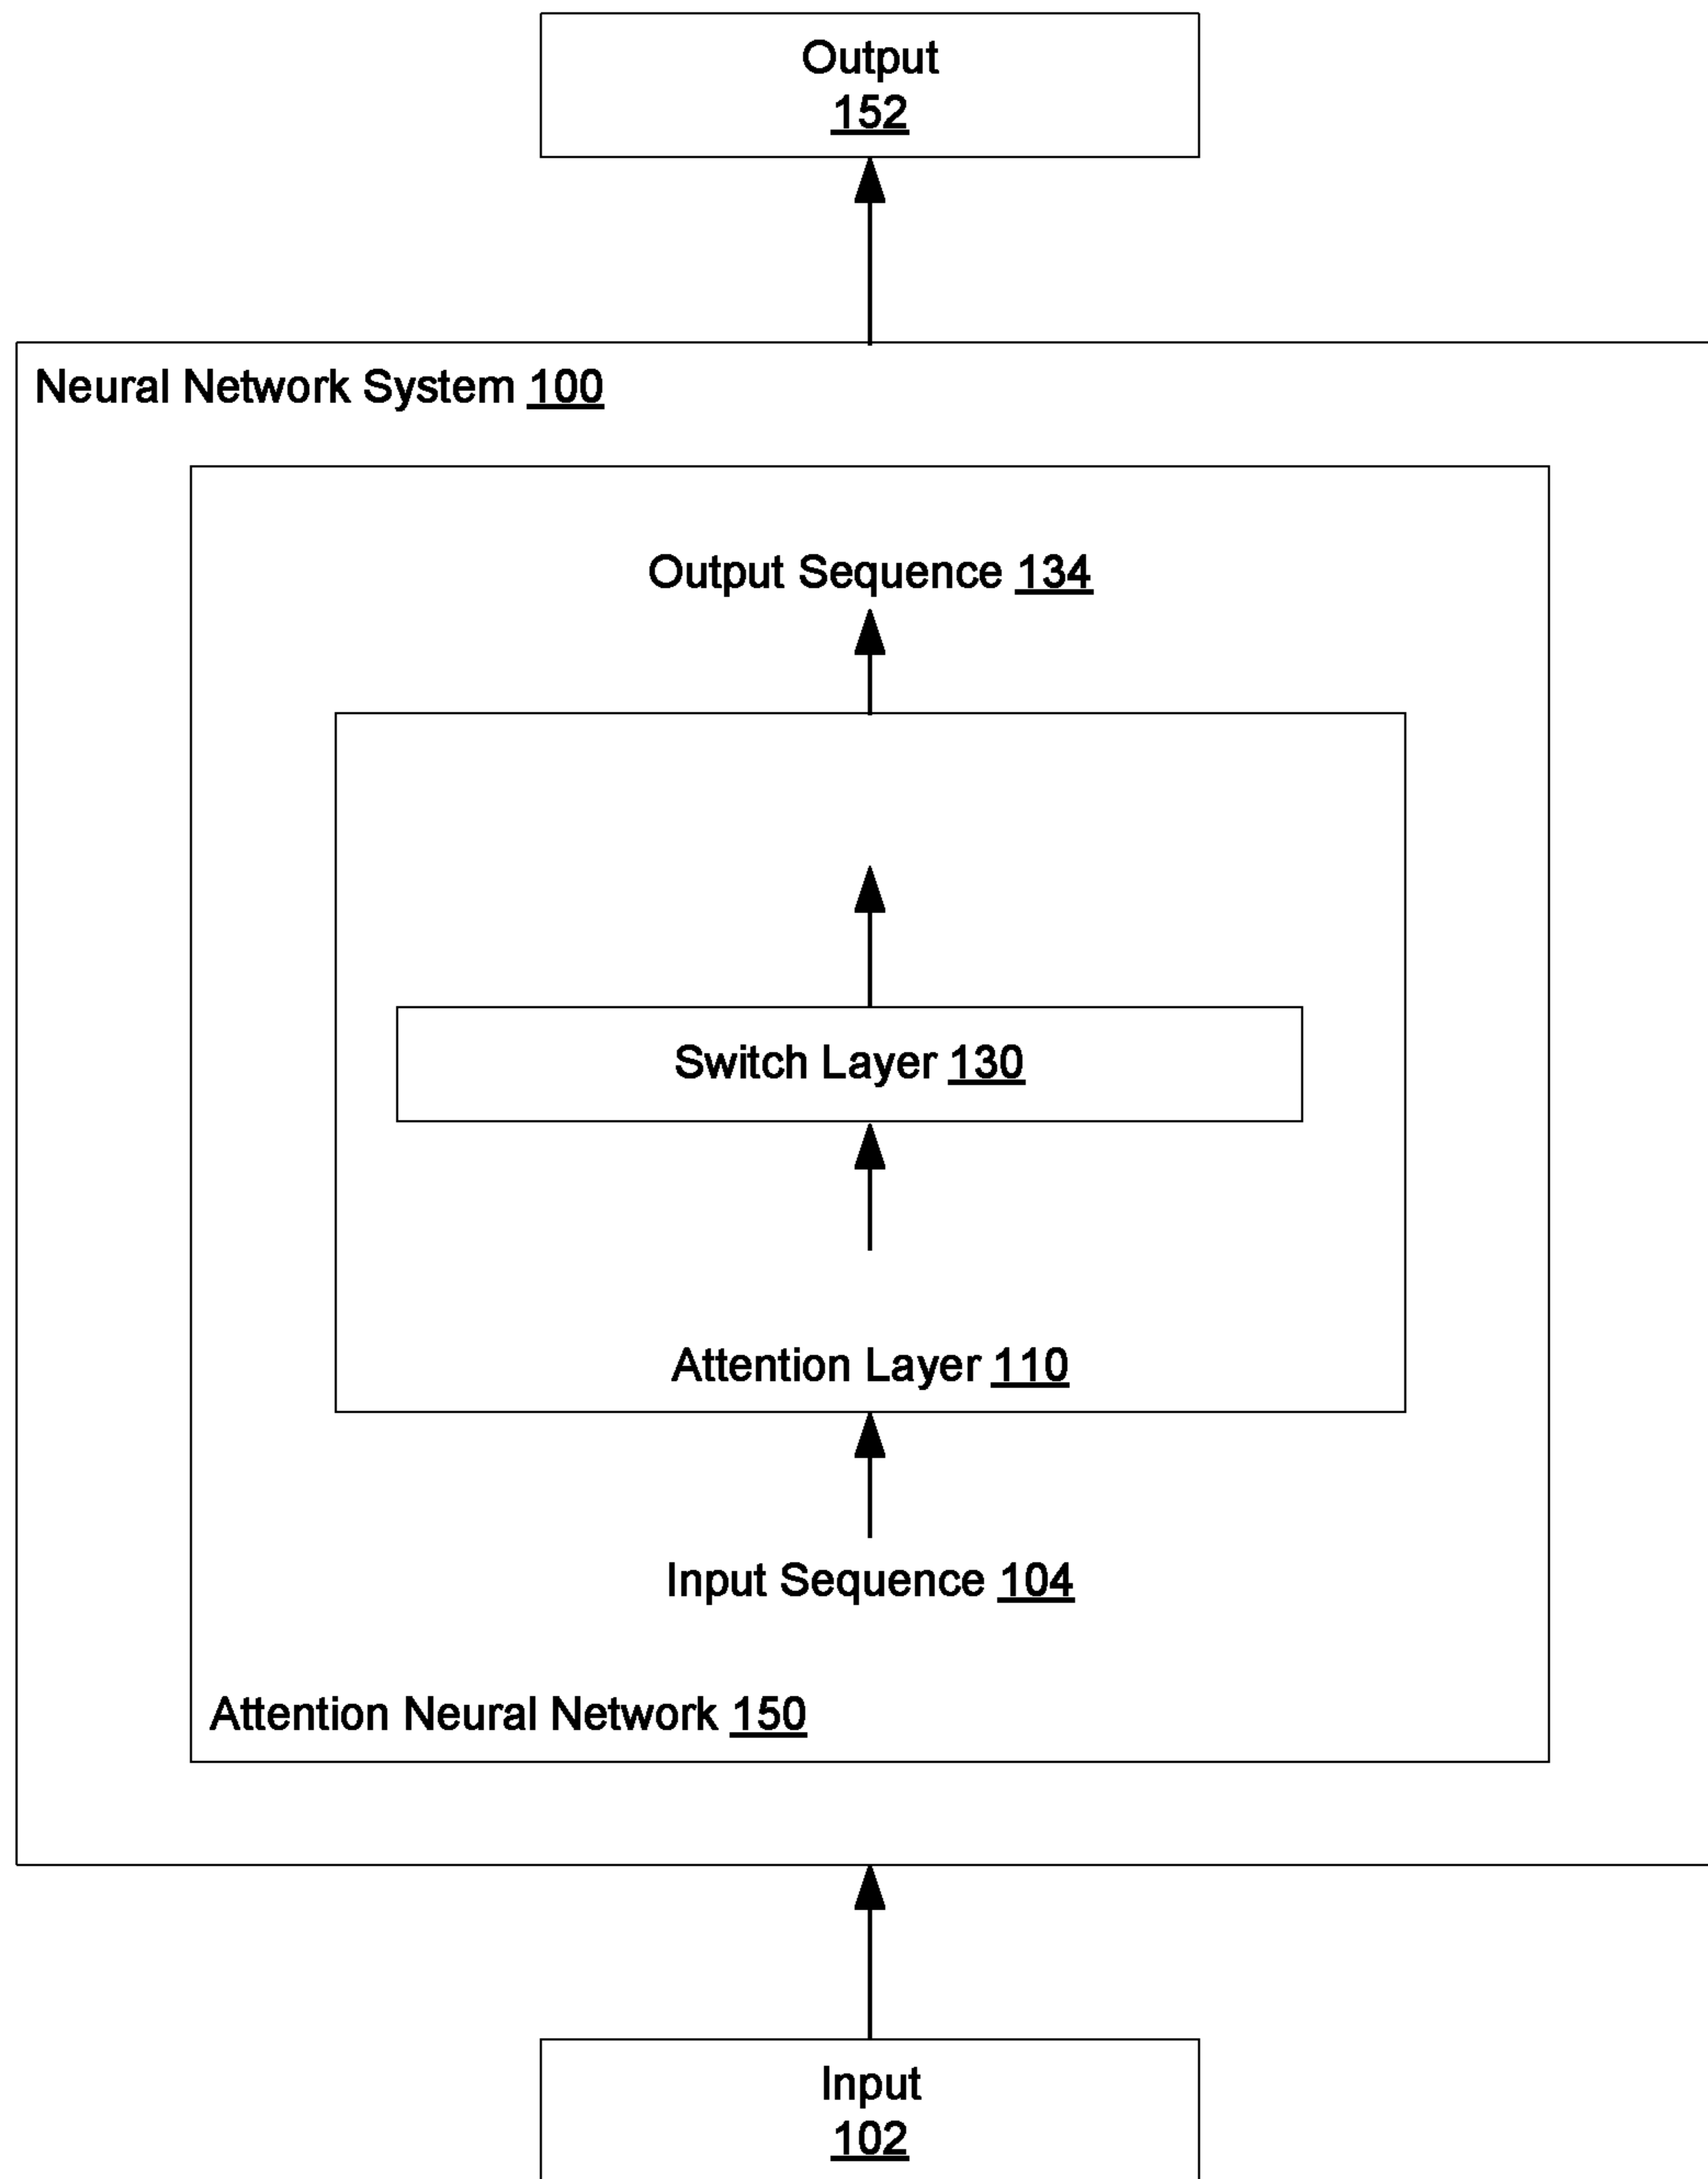 Output
152
Neural Network System 100
Output Sequence 134
Switch Layer 130
Attention Layer 110
Input Sequence 104
Attention Neural Network 150
Input
102